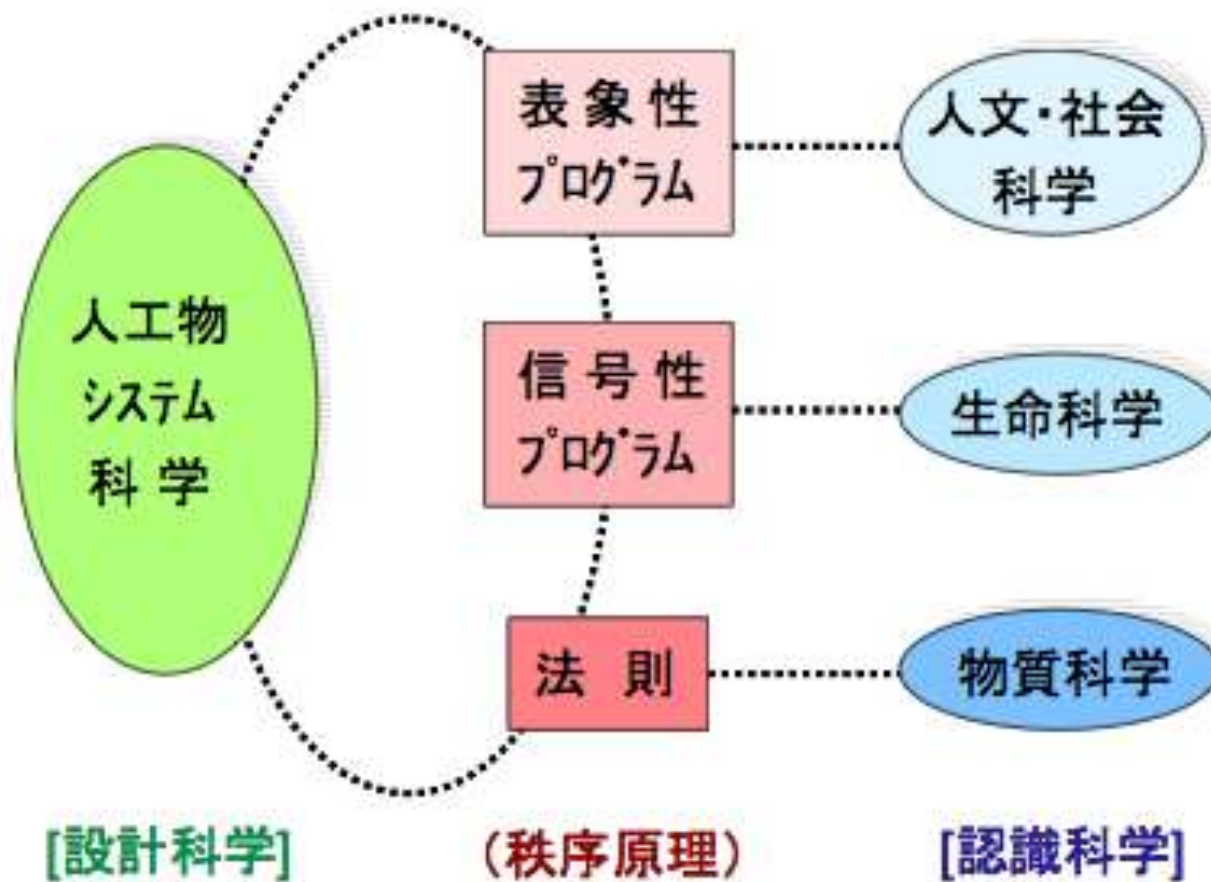 表象性
プログラム
人文・社会
科学
人工物
システム
科学
信号性
プログラム
生命科学
法則
物質科学
[設計科学]
(秩序原理)
[認識科学]